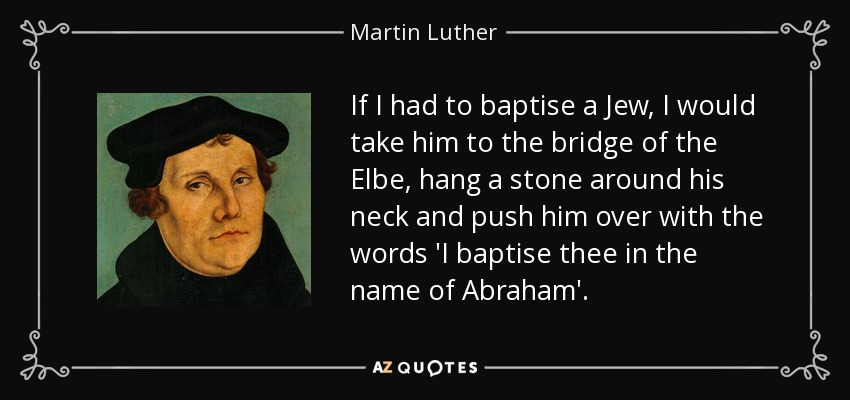 Martin Luther
If I had to baptise a Jew, I would
take him to the bridge of the
Elbe, hang a stone around his
neck and push him over with the
words 'I baptise thee in the
name of Abraham'.
AZ QUOTES